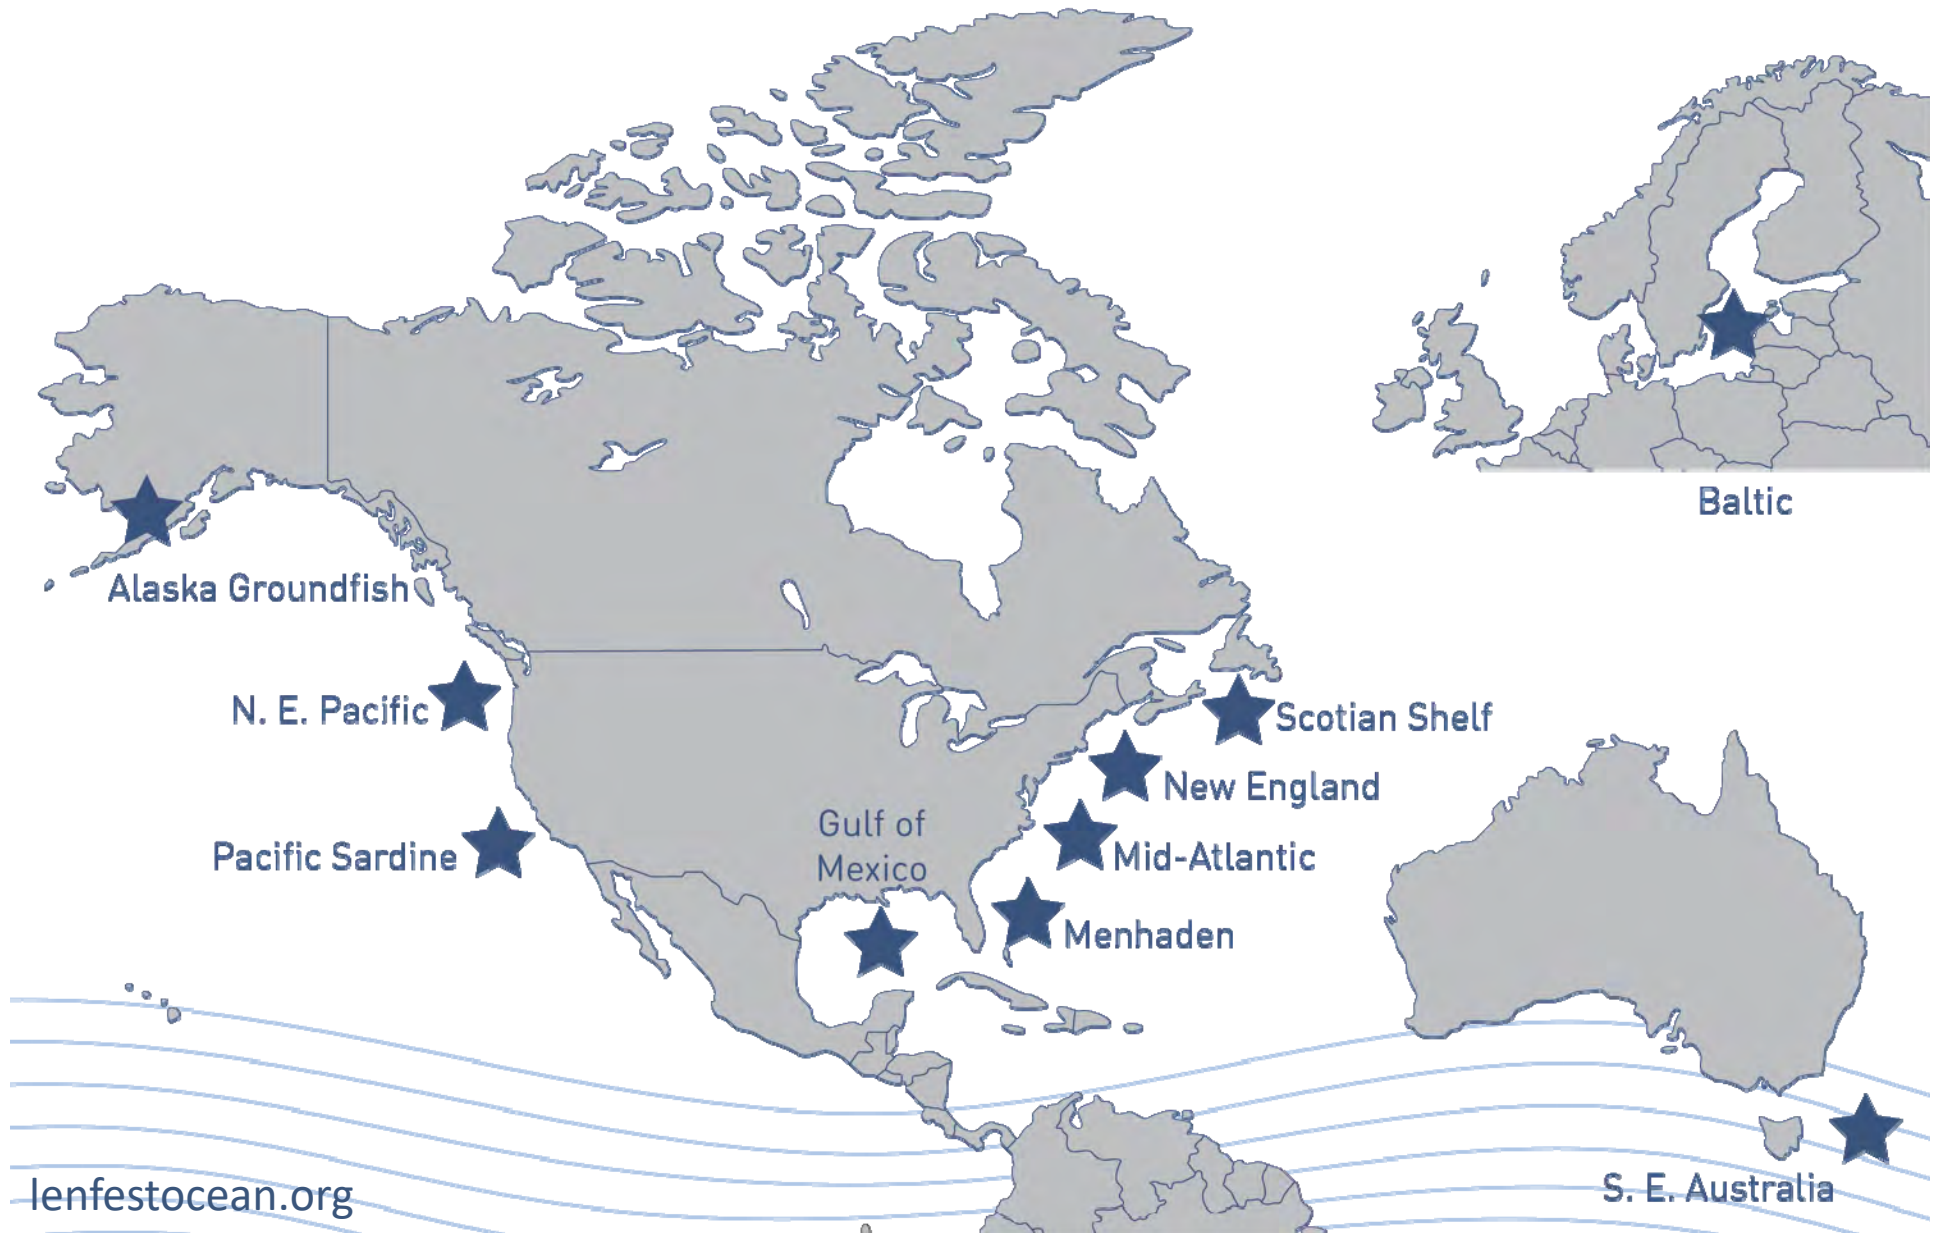 Baltic
Alaska Groundfish
N. E. Pacific
Scotian Shelf
New England
Gulf of
Mexico
Pacific Sardine
Mid-Atlantic
Menhaden
S. E. Australia
lenfestocean.org